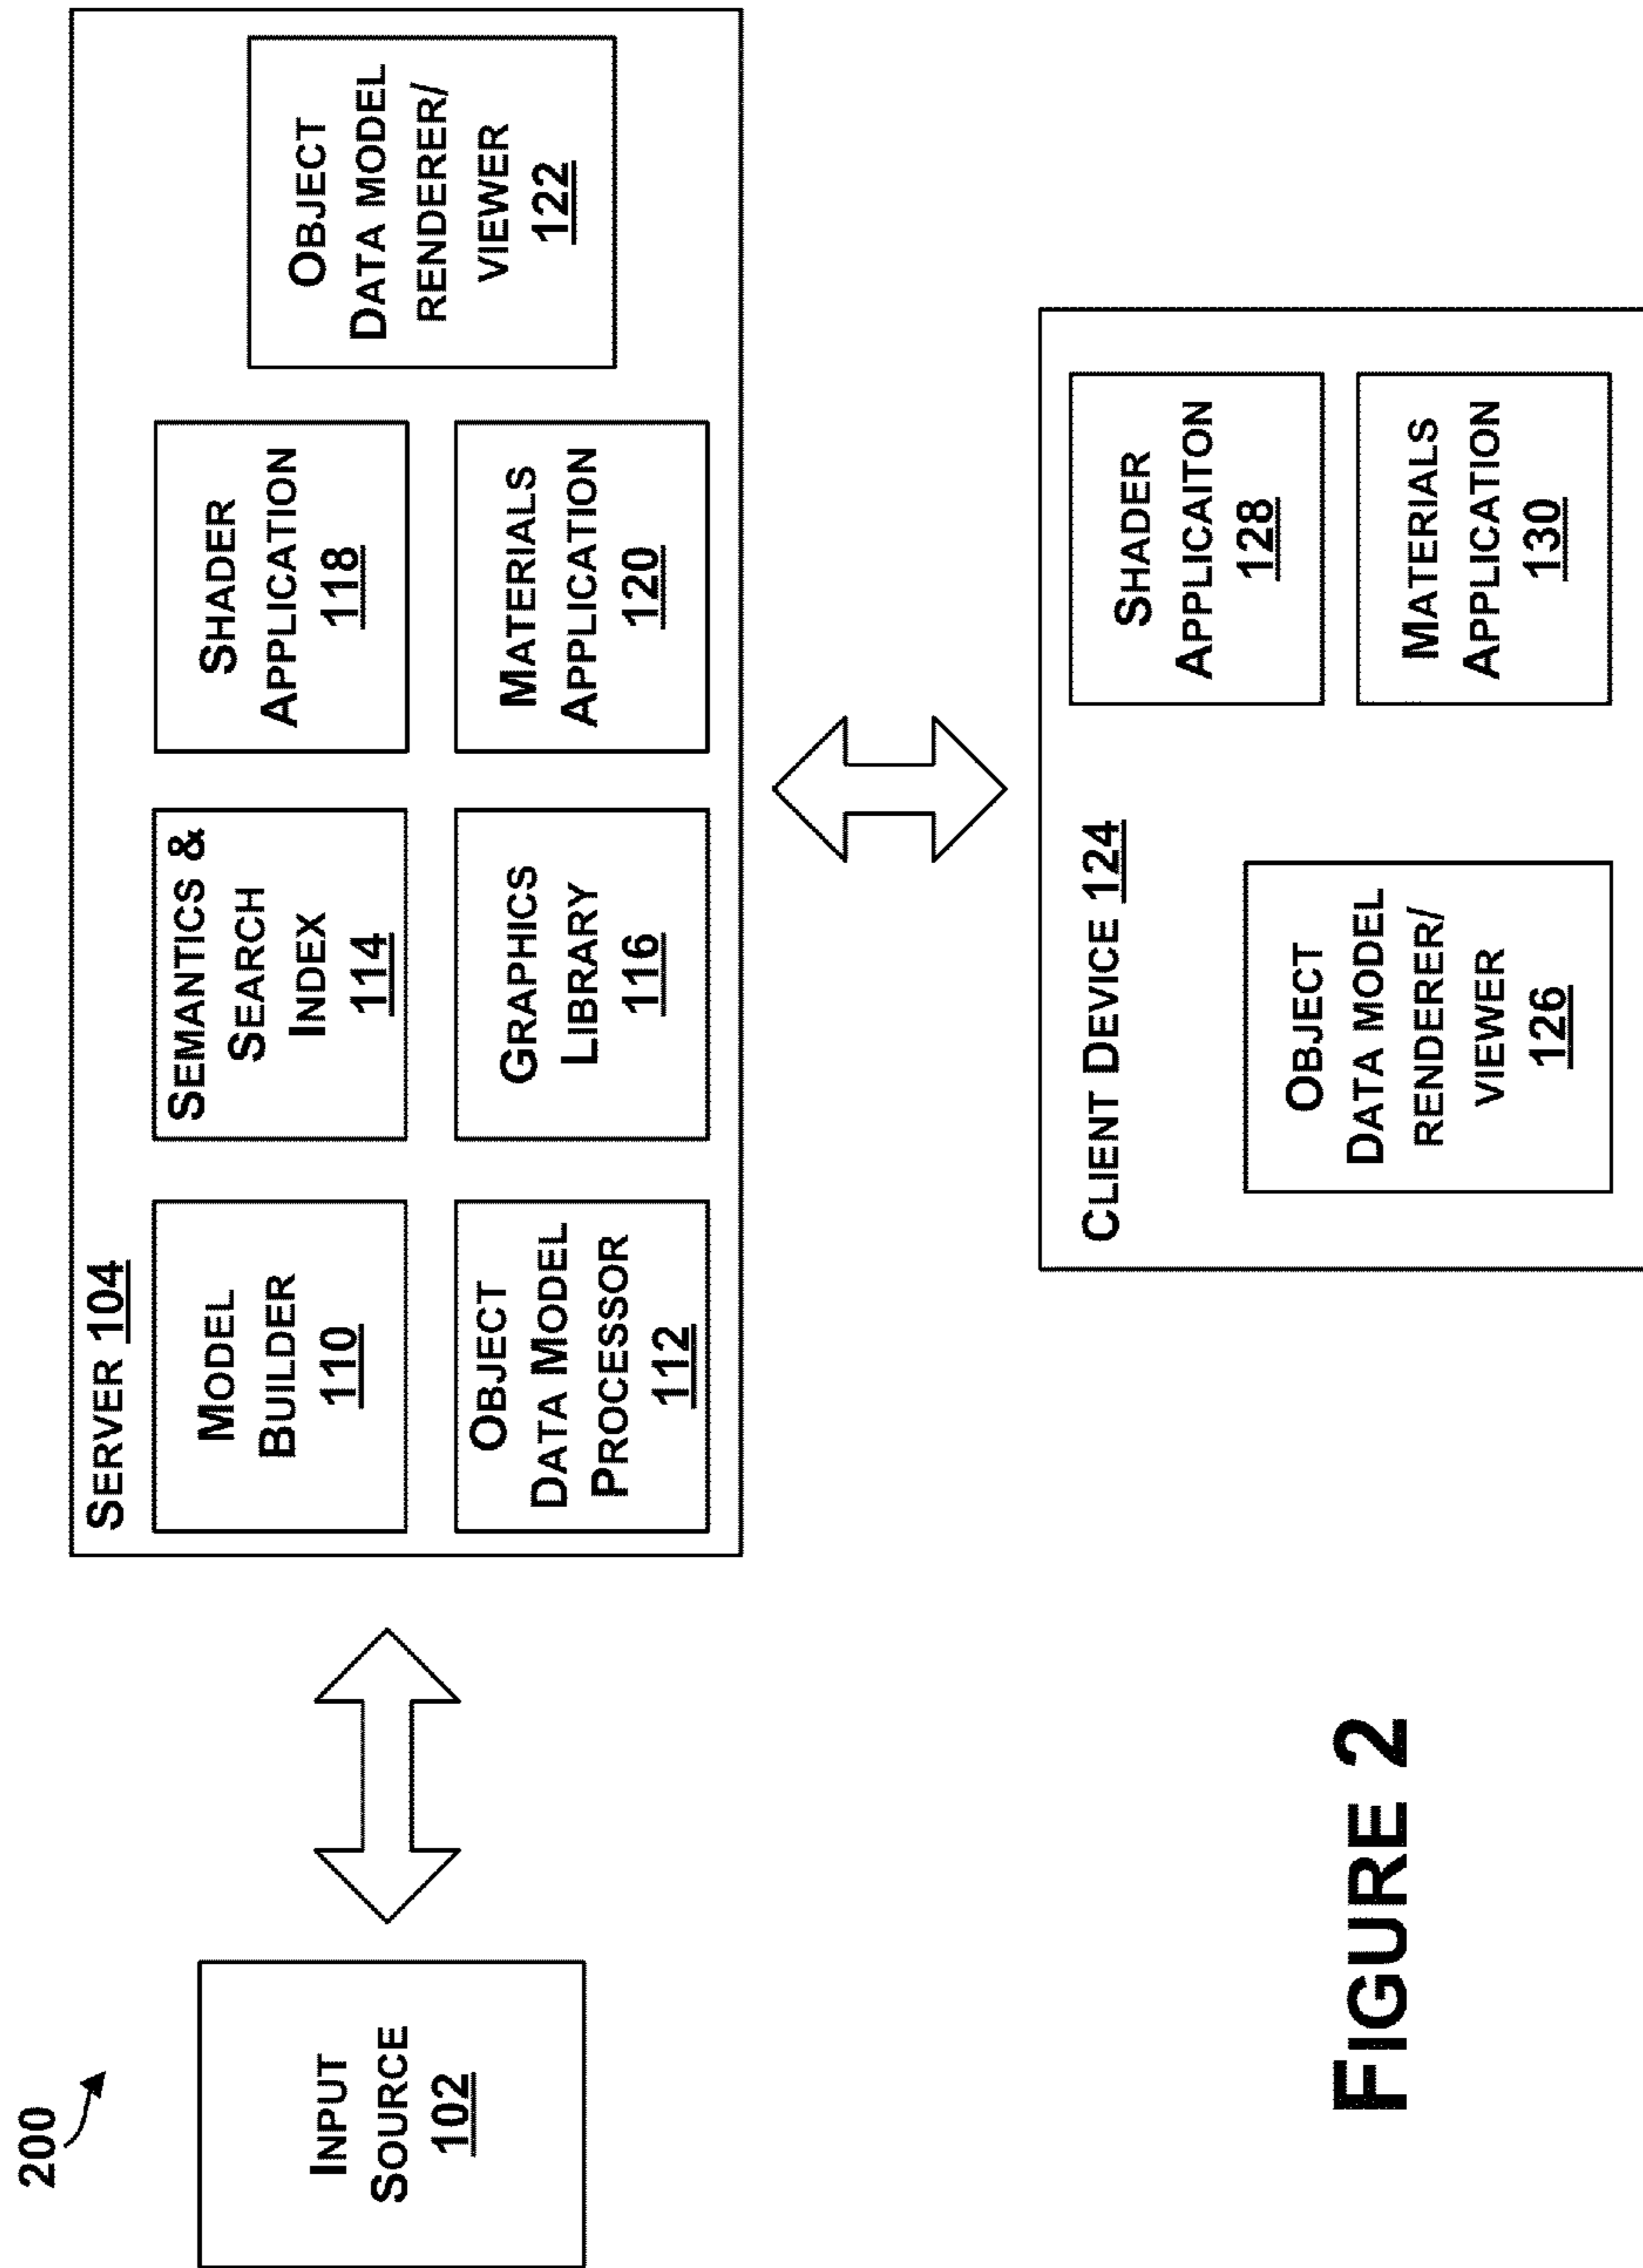 200
INPUT
SOURCE
102
SERVER 104
MODEL
BUILDER
110
SEMANTICS &
SEARCH
INDEX
114
SHADER
APPLICATION
118
OBJECT
DATA MODEL
PROCESSOR
112
GRAPHICS
LIBRARY
116
MATERIALS
APPLICATION
120
OBJECT
DATA MODEL
RENDERER/
VIEWER
122
CLIENT DEVICE 124
OBJECT
DATA MODEL
RENDERER/
VIEWER
126
SHADER
APPLICAITON
128
MATERIALS
APPLICATION
130
FIGURE 2